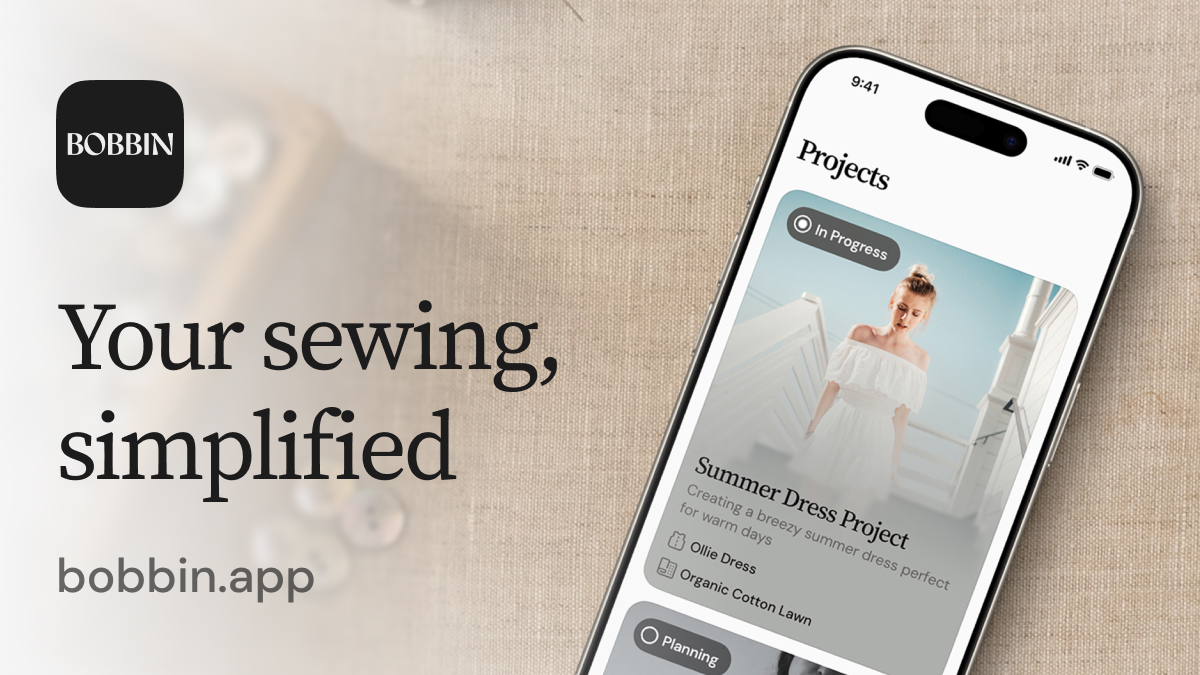 BOBBIN
Your sewing,
simplified
bobbin.app
9:41
Projects
In Progress
Summer Dress Project
Creating a breezy summer dress perfect
for warm days
Ollie Dress
Organic Cotton Lawn
Planning